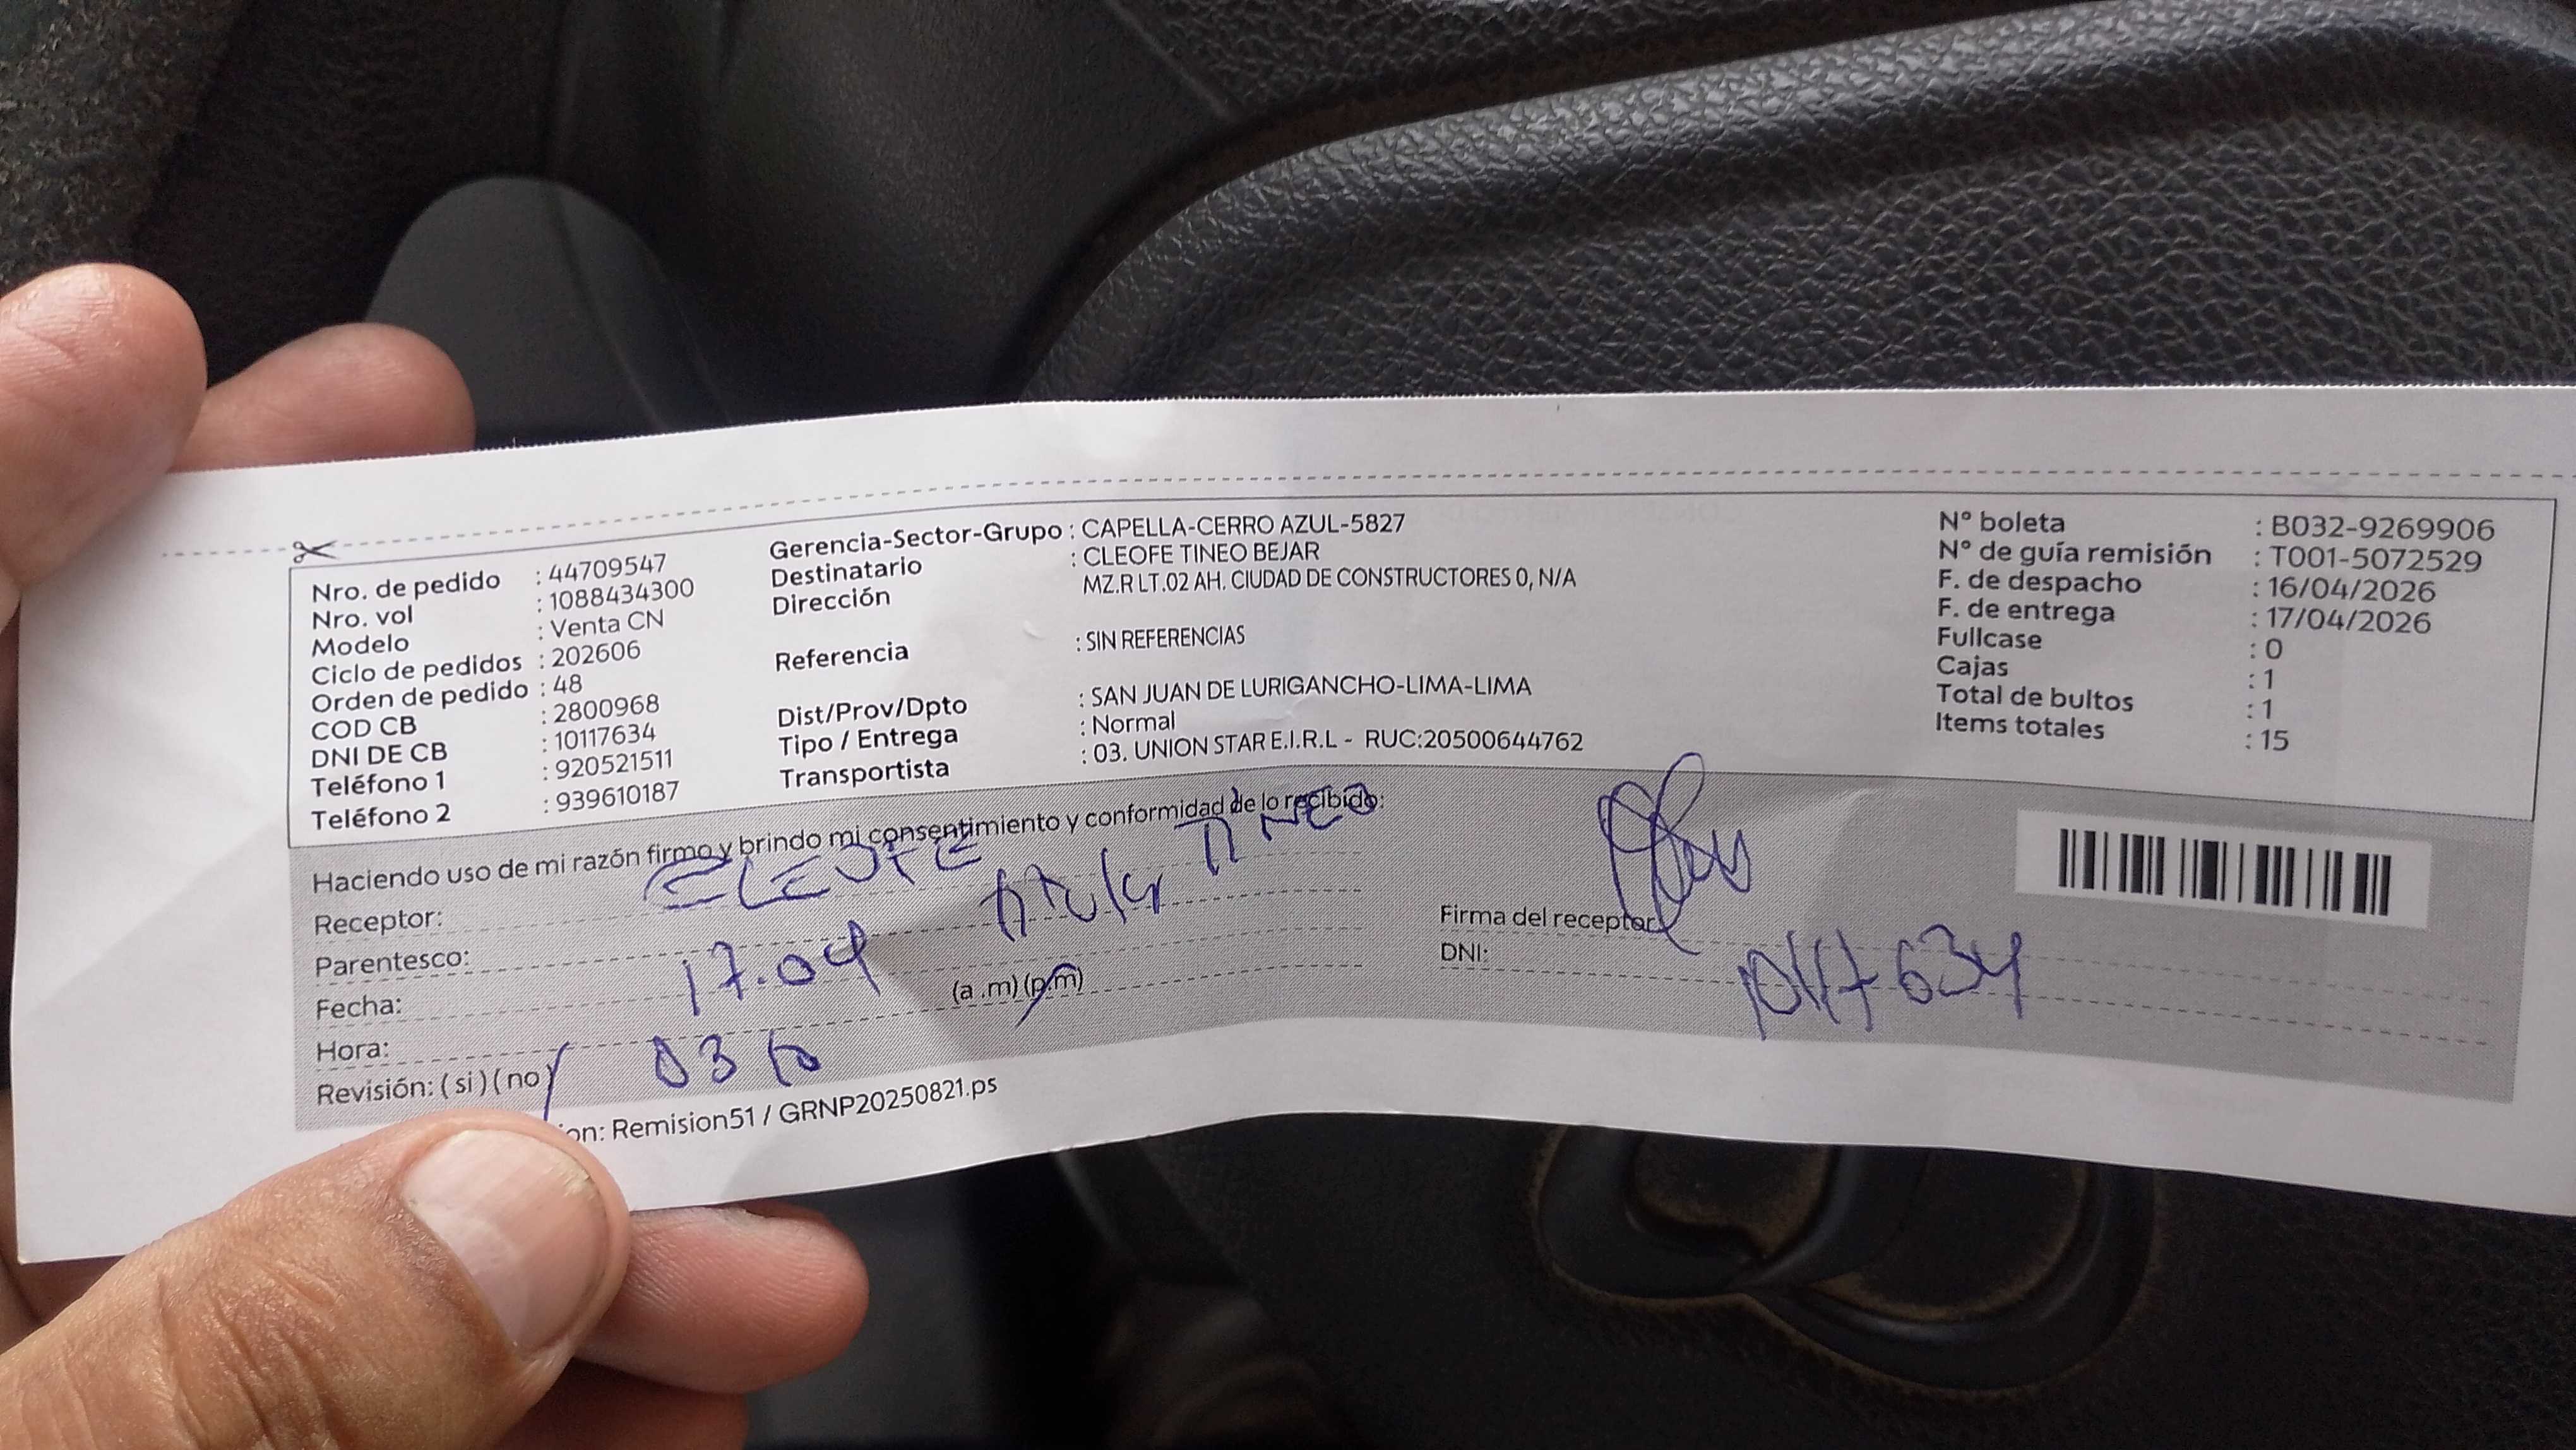 Nro. de pedido : 44709547
Nro. vol : 1088434300
Modelo : Venta CN
Ciclo de pedidos : 202606
Orden de pedido : 48
COD CB : 2800968
DNI DE CB : 10117634
Teléfono 1 : 920521511
Teléfono 2 : 939610187
Gerencia-Sector-Grupo : CAPELLA-CERRO AZUL-5827
Destinatario : CLEOFE TINEO BEJAR
Dirección MZ.R LT.02 AH. CIUDAD DE CONSTRUCTORES 0, N/A
Referencia : SIN REFERENCIAS
Dist/Prov/Dpto : SAN JUAN DE LURIGANCHO-LIMA-LIMA
Tipo / Entrega : Normal
Transportista : 03. UNION STAR E.I.R.L - RUC:20500644762
N° boleta : B032-9269906
N° de guía remisión : T001-5072529
F. de despacho : 16/04/2026
F. de entrega : 17/04/2026
Fullcase : 0
Cajas : 1
Total de bultos : 1
Items totales : 15
Haciendo uso de mi razón firmo y brindo mi consentimiento y conformidad de lo recibido:
Receptor: CLEOFE TINEO
Parentesco: Titular
Fecha: 17.04
Hora: 03 10 (a .m) (p.m)
Revisión: ( si ) ( no )
Firma del receptor
DNI: 10117634
ion: Remision51 / GRNP20250821.ps